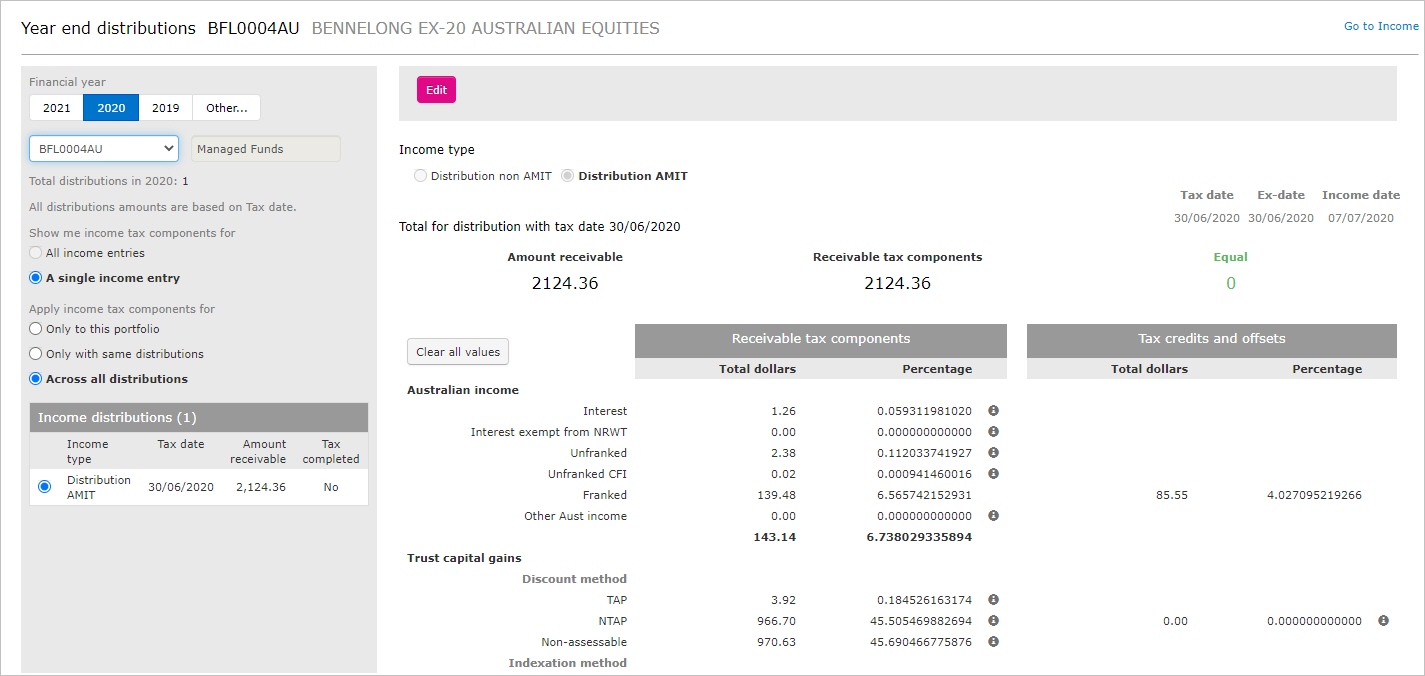 Year end distributions BFL0004AU BENNELONG EX-20 AUSTRALIAN EQUITIES
Go to Income
Financial year
2021 2020 2019 Other...
BFL0004AU Managed Funds
Total distributions in 2020: 1
All distributions amounts are based on Tax date.
Show me income tax components for
All income entries
A single income entry
Apply income tax components for
Only to this portfolio
Only with same distributions
Across all distributions
Income distributions (1)
Income type Tax date Amount receivable Tax completed
Distribution AMIT 30/06/2020 2,124.36 No
Edit
Income type
Distribution non AMIT Distribution AMIT
Tax date Ex-date Income date
30/06/2020 30/06/2020 07/07/2020
Total for distribution with tax date 30/06/2020
Amount receivable Receivable tax components Equal
2124.36 2124.36 0
Clear all values
Receivable tax components Tax credits and offsets
Total dollars Percentage Total dollars Percentage
Australian income
Interest 1.26 0.059311981020
Interest exempt from NRWT 0.00 0.000000000000
Unfranked 2.38 0.112033741927
Unfranked CFI 0.02 0.000941460016
Franked 139.48 6.565742152931 85.55 4.027095219266
Other Aust income 0.00 0.000000000000
143.14 6.738029335894
Trust capital gains
Discount method
TAP 3.92 0.184526163174
NTAP 966.70 45.505469882694 0.00 0.000000000000
Non-assessable 970.63 45.690466775876
Indexation method